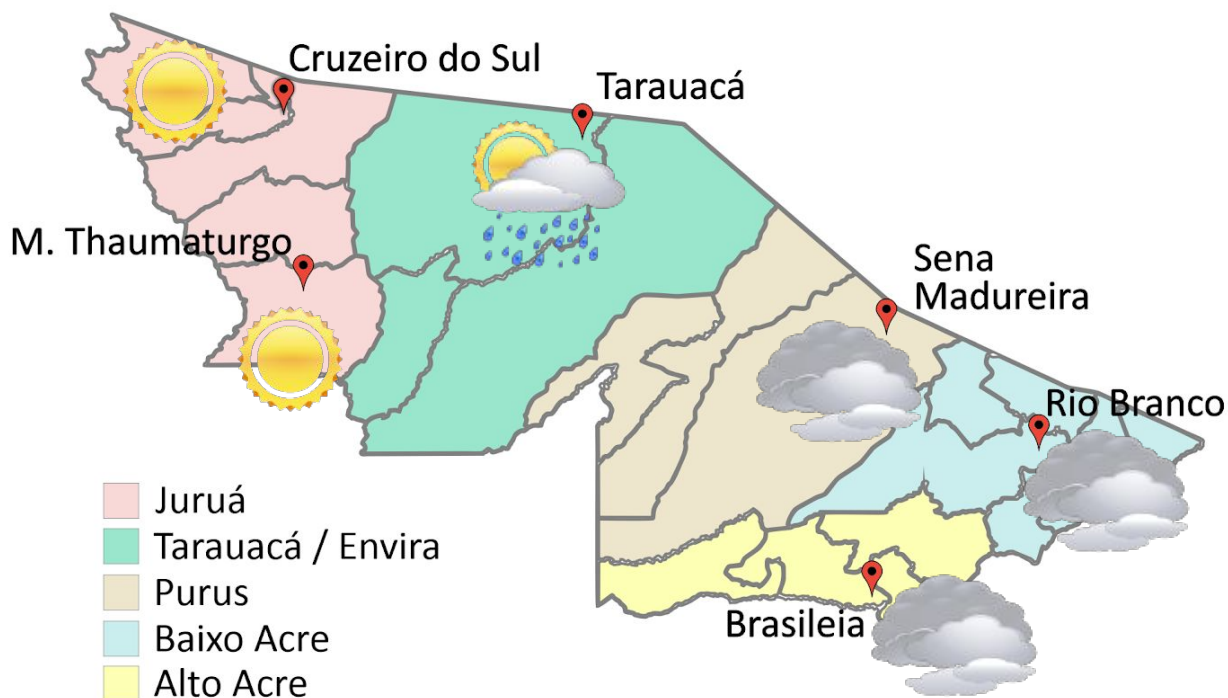 Cruzeiro do Sul
Tarauacá
M. Thaumaturgo
Sena
Madureira
Rio Branco
Brasileia
Juruá
Tarauacá / Envira
Purus
Baixo Acre
Alto Acre